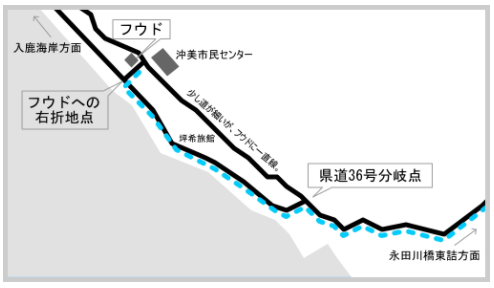 フウド
入鹿海岸方面
沖美市民センター
フウドへの
右折地点
少し道が細いが、フウドに一直線。
坪希旅館
県道36号分岐点
永田川橋東詰方面